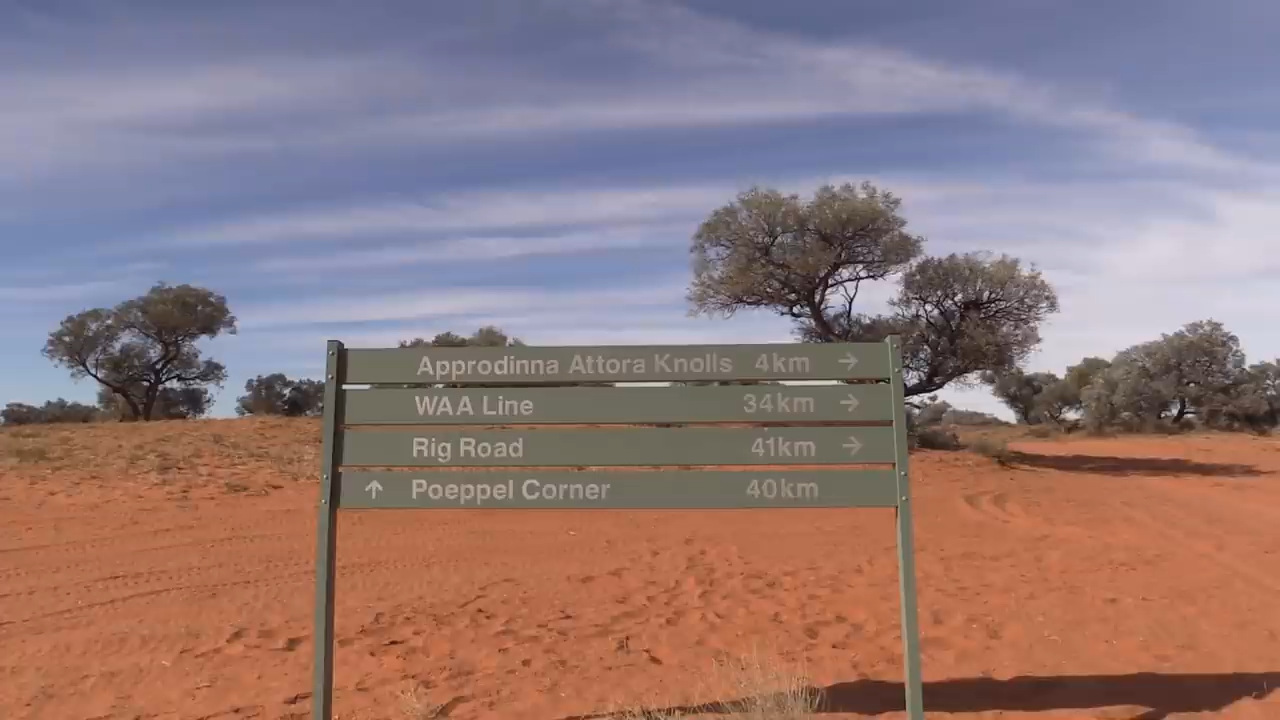 Approdinna Attora Knolls 4km →
WAA Line 34km →
Rig Road 41km →
↑ Poeppel Corner 40km